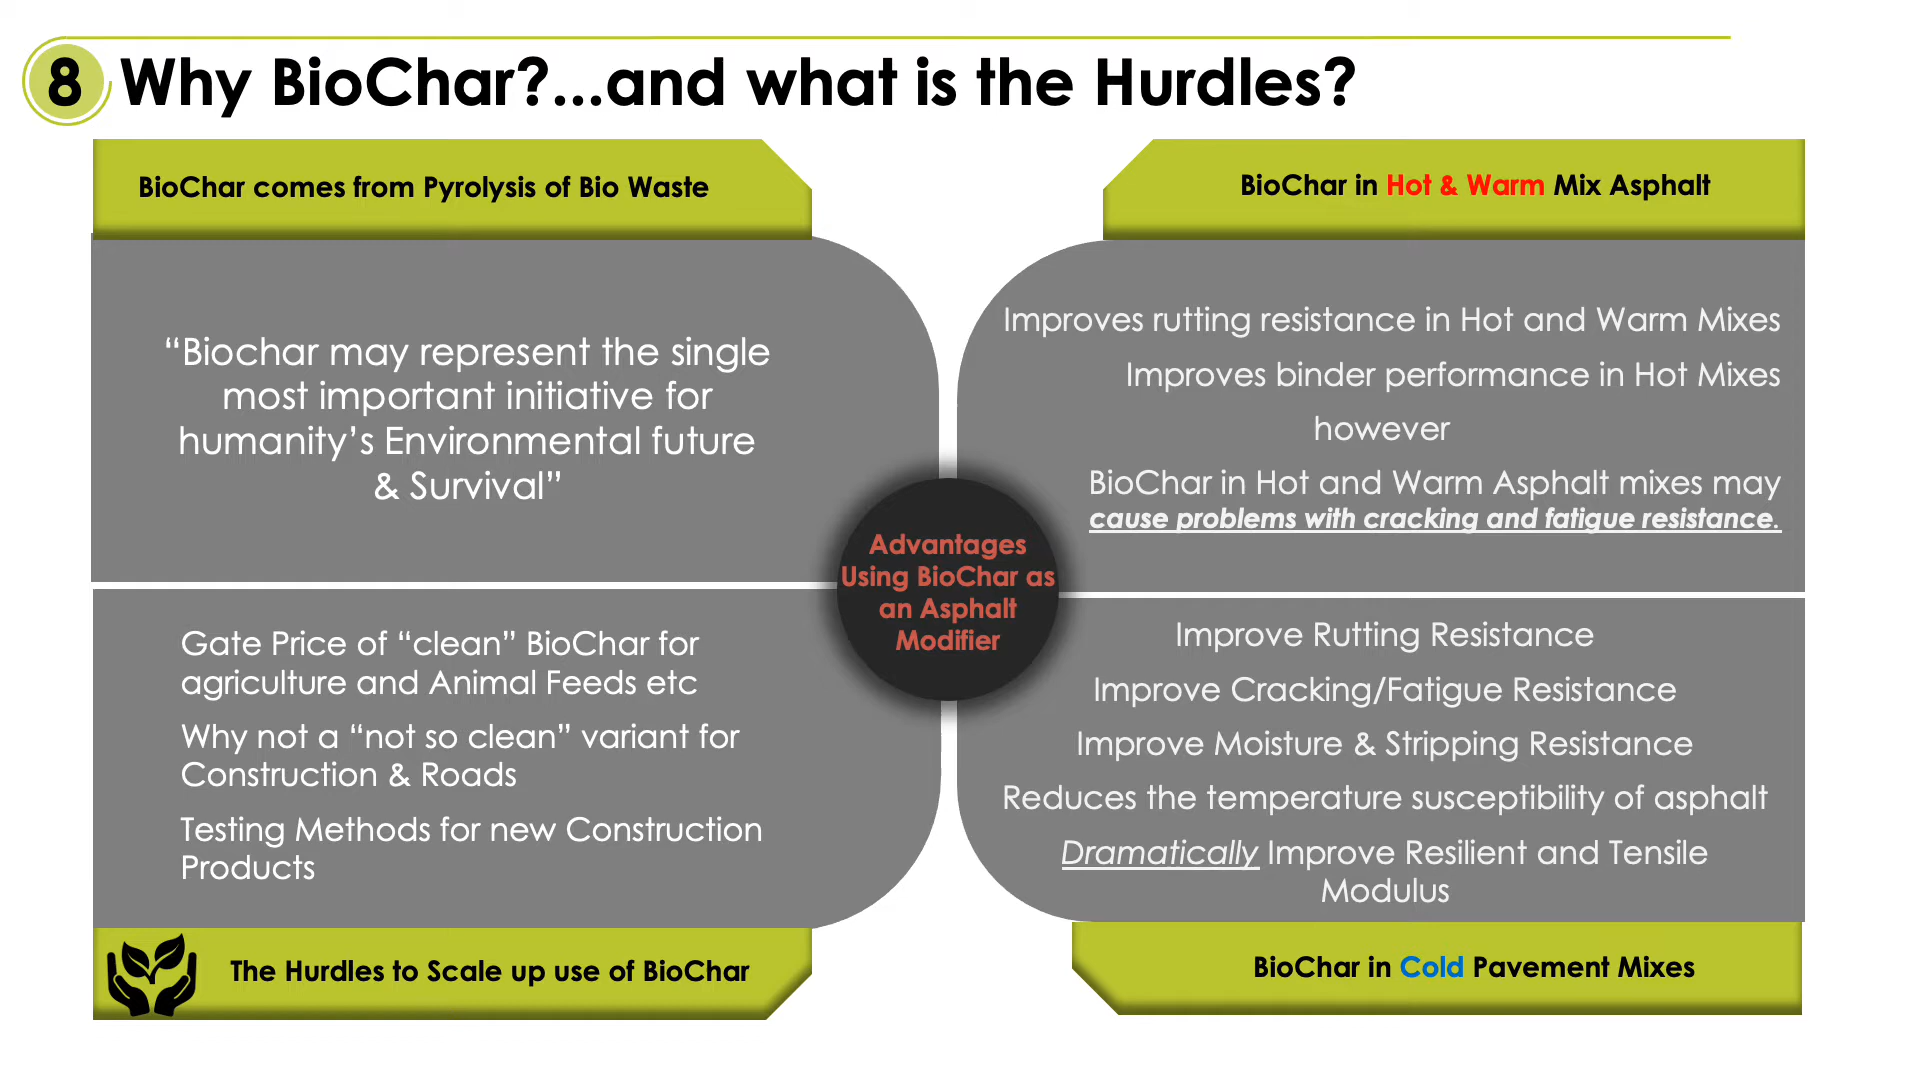 8 Why BioChar?...and what is the Hurdles?
BioChar comes from Pyrolysis of Bio Waste
“Biochar may represent the single
most important initiative for
humanity’s Environmental future
& Survival”
BioChar in Hot & Warm Mix Asphalt
Improves rutting resistance in Hot and Warm Mixes
Improves binder performance in Hot Mixes
however
BioChar in Hot and Warm Asphalt mixes may
cause problems with cracking and fatigue resistance.
Advantages
Using BioChar as
an Asphalt
Modifier
Gate Price of “clean” BioChar for
agriculture and Animal Feeds etc
Why not a “not so clean” variant for
Construction & Roads
Testing Methods for new Construction
Products
The Hurdles to Scale up use of BioChar
Improve Rutting Resistance
Improve Cracking/Fatigue Resistance
Improve Moisture & Stripping Resistance
Reduces the temperature susceptibility of asphalt
Dramatically Improve Resilient and Tensile
Modulus
BioChar in Cold Pavement Mixes